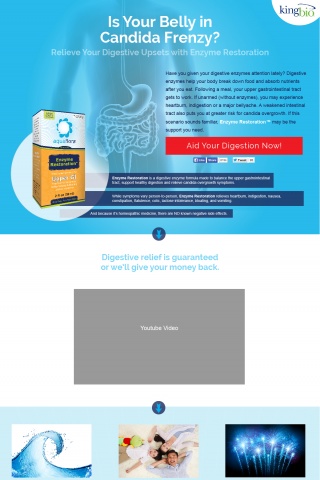 kingbio
Is Your Belly in
Candida Frenzy?
Relieve Your Digestive Upsets with Enzyme Restoration
Have you given your digestive enzymes attention lately? Digestive
enzymes help your body break down food and absorb nutrients
after you eat. Following a meal, your upper gastrointestinal tract
gets to work. If unarmed (without enzymes), you may experience
heartburn, indigestion or a major bellyache. A weakened intestinal
tract also puts you at greater risk for candida overgrowth. If this
scenario sounds familiar, Enzyme Restoration™ may be the
support you need.
Aid Your Digestion Now!
Like
Share
Tweet
aquaflora
Enzyme
Restoration
Enzyme Restoration is a digestive enzyme formula made to balance the upper gastrointestinal
tract, support healthy digestion and relieve candida overgrowth symptoms.
While symptoms vary person-to-person, Enzyme Restoration relieves heartburn, indigestion, nausea,
constipation, flatulence, colic, lactose intolerance, bloating, and vomiting.
And because it's homeopathic medicine, there are NO known negative side effects.
Digestive relief is guaranteed
or we'll give your money back.
Youtube Video